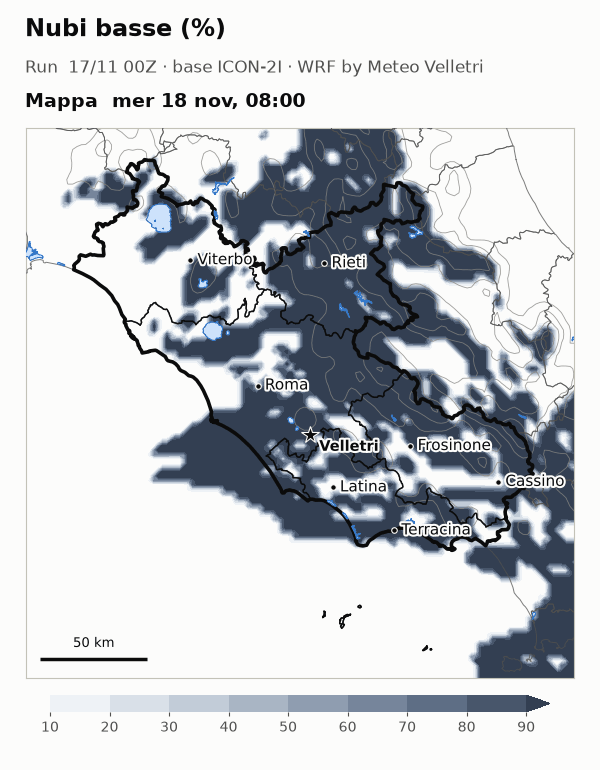 Nubi basse (%)
Run 17/11 00Z · base ICON-2I · WRF by Meteo Velletri
Mappa mer 18 nov, 08:00
Viterbo
Rieti
Roma
Velletri
Frosinone
Cassino
Latina
Terracina
50 km
10 20 30 40 50 60 70 80 90